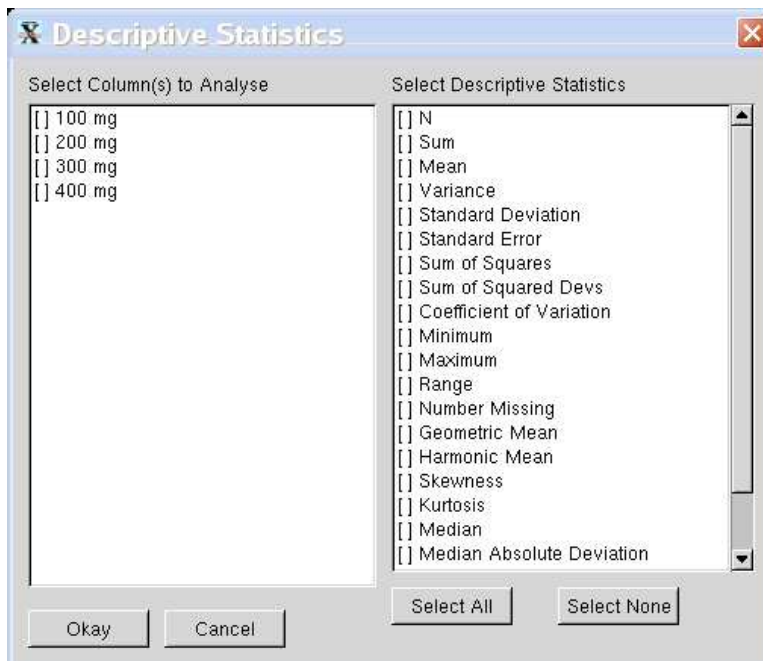 Descriptive Statistics
Select Column(s) to Analyse
[ ] 100 mg
[ ] 200 mg
[ ] 300 mg
[ ] 400 mg
Select Descriptive Statistics
[ ] N
[ ] Sum
[ ] Mean
[ ] Variance
[ ] Standard Deviation
[ ] Standard Error
[ ] Sum of Squares
[ ] Sum of Squared Devs
[ ] Coefficient of Variation
[ ] Minimum
[ ] Maximum
[ ] Range
[ ] Number Missing
[ ] Geometric Mean
[ ] Harmonic Mean
[ ] Skewness
[ ] Kurtosis
[ ] Median
[ ] Median Absolute Deviation
Select All
Select None
Okay
Cancel